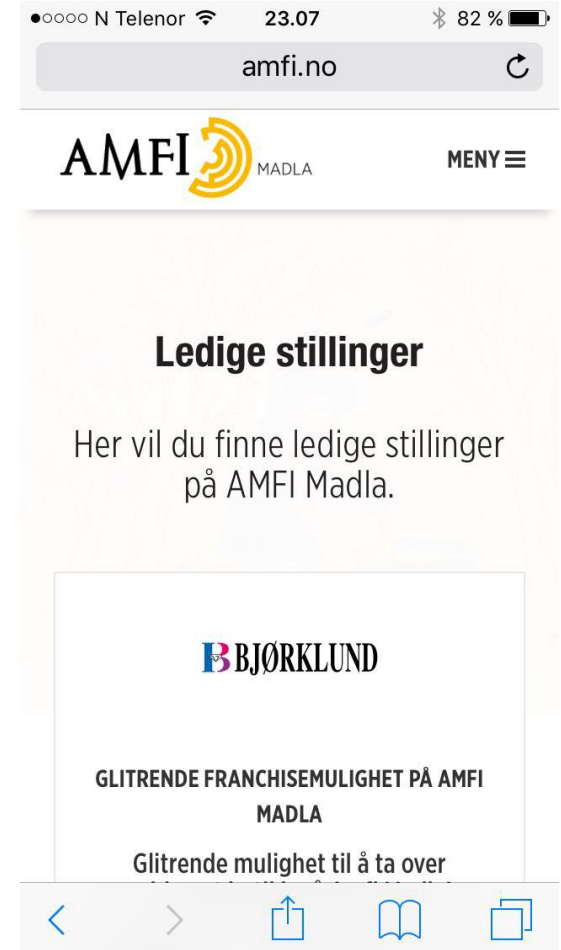 N Telenor 23.07 82 %
amfi.no
AMFI MADLA MENY
Ledige stillinger
Her vil du finne ledige stillinger
på AMFI Madla.
B BJØRKLUND
GLITRENDE FRANCHISEMULIGHET PÅ AMFI
MADLA
Glitrende mulighet til å ta over